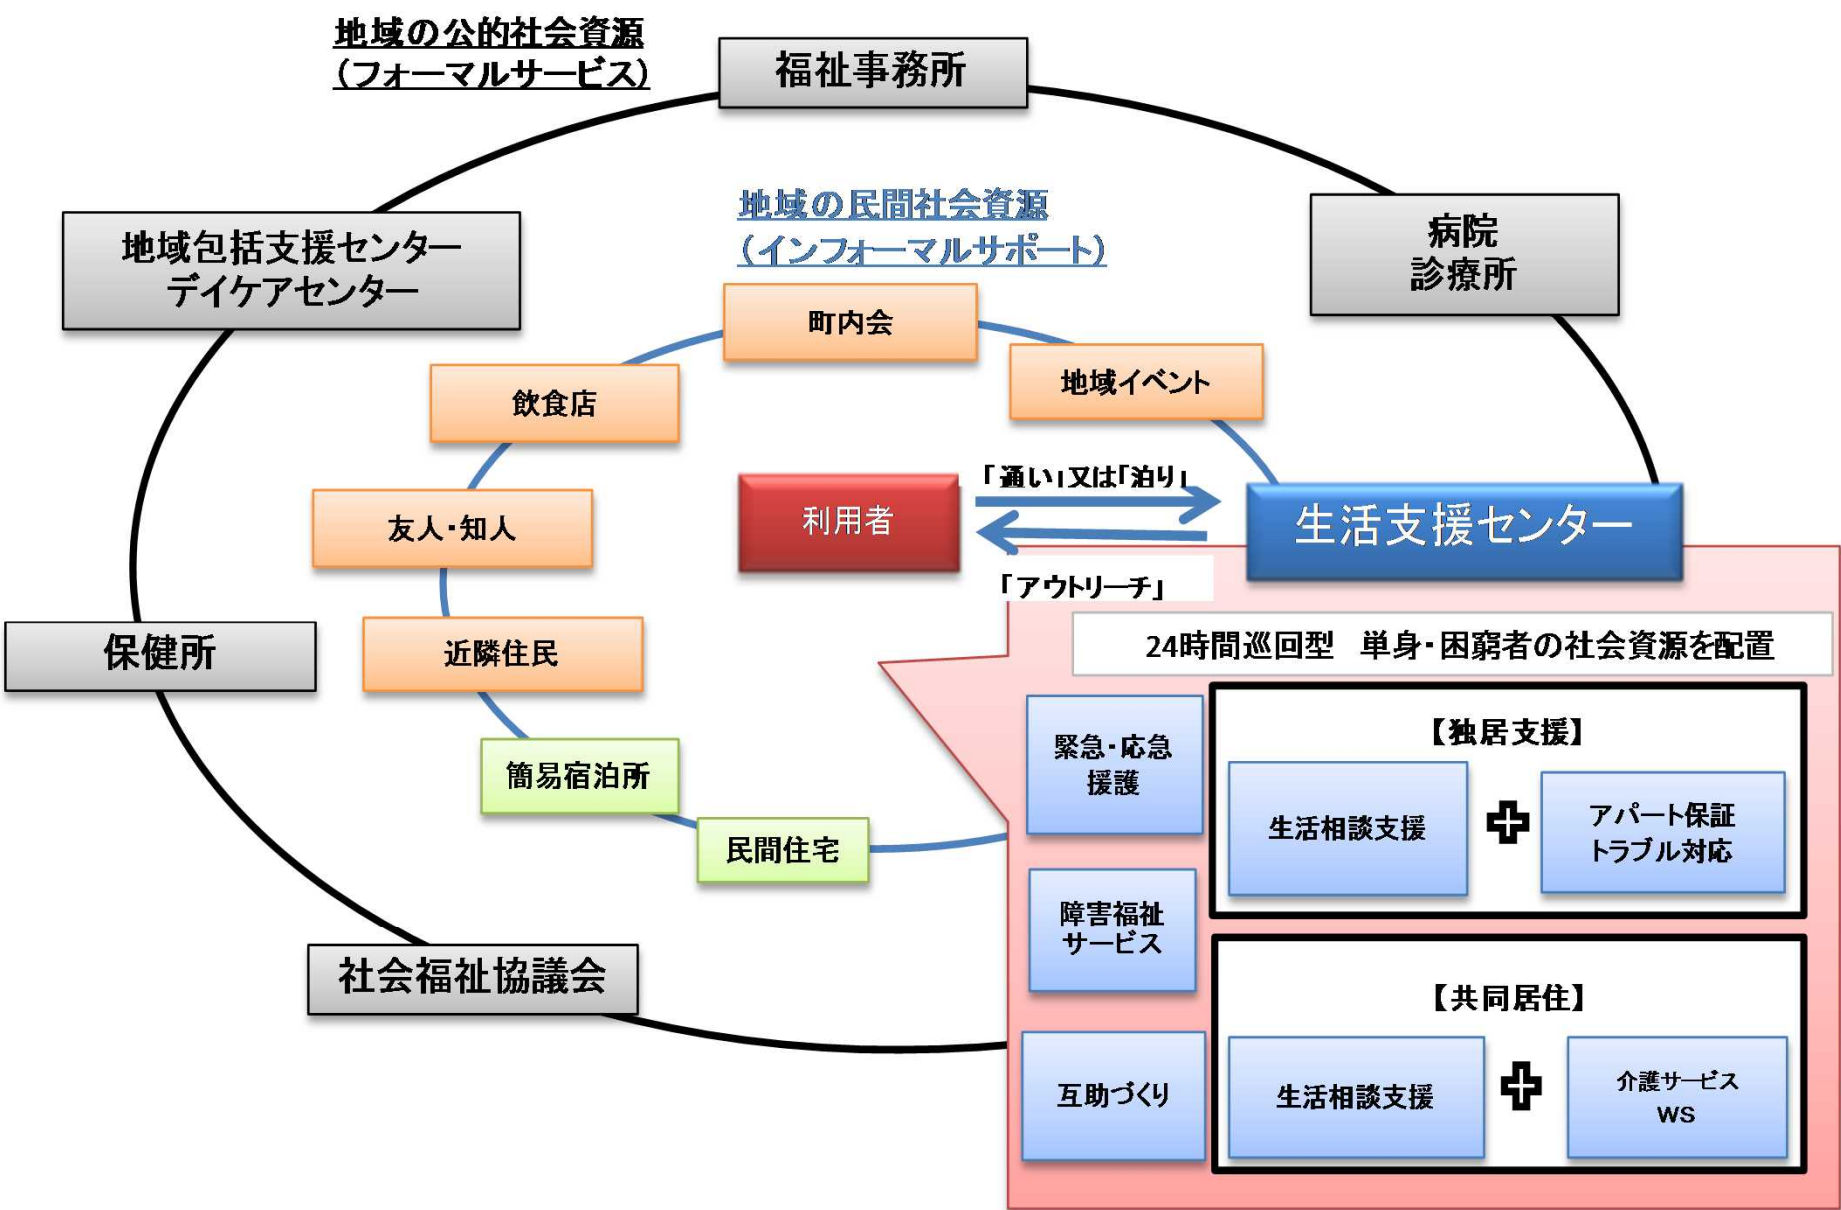 地域の公的社会資源
（フォーマルサービス）
福祉事務所
地域の民間社会資源
（インフォーマルサポート）
病院
診療所
地域包括支援センター
デイケアセンター
町内会
地域イベント
飲食店
「通い」又は「泊り」
利用者
生活支援センター
友人・知人
「アウトリーチ」
保健所
近隣住民
24時間巡回型　単身・困窮者の社会資源を配置
簡易宿泊所
民間住宅
緊急・応急
援護
【独居支援】
生活相談支援
アパート保証
トラブル対応
障害福祉
サービス
社会福祉協議会
【共同居住】
互助づくり
生活相談支援
介護サービス
WS